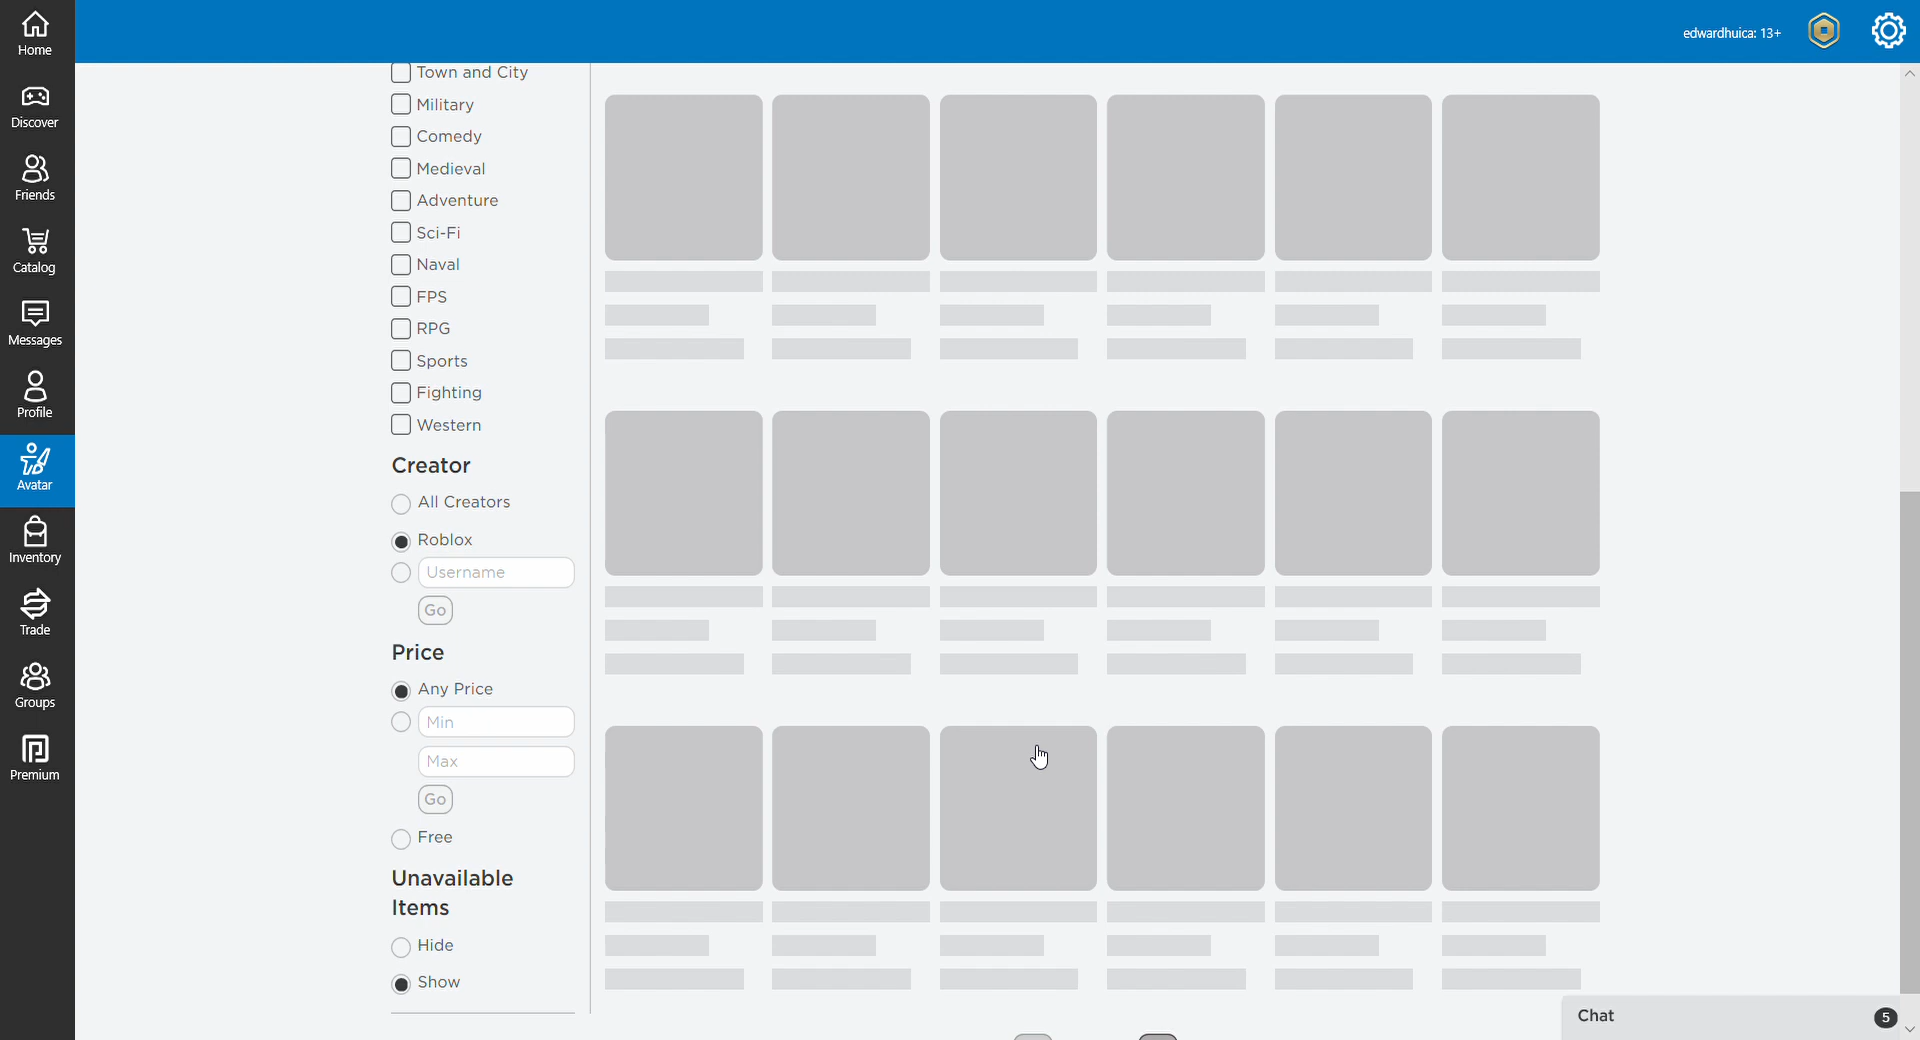 edwardhuica: 13+
Home
Discover
Friends
Catalog
Messages
Profile
Avatar
Inventory
Trade
Groups
Premium
Town and City
Military
Comedy
Medieval
Adventure
Sci-Fi
Naval
FPS
RPG
Sports
Fighting
Western
Creator
All Creators
Roblox
Username
Go
Price
Any Price
Min
Max
Go
Free
Unavailable
Items
Hide
Show
Chat
5